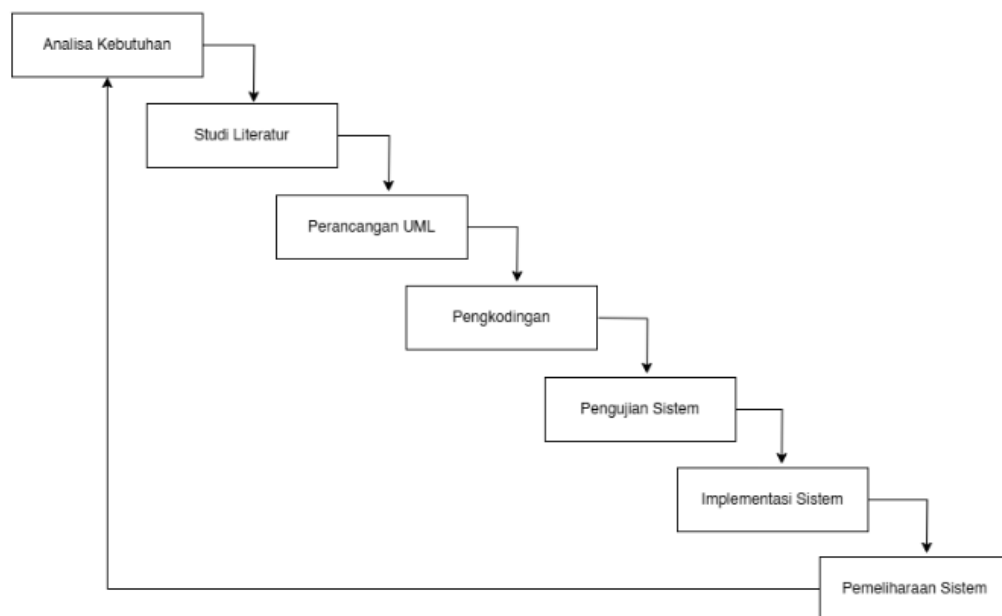 Analisa Kebutuhan
Studi Literatur
Perancangan UML
Pengkodingan
Pengujian Sistem
Implementasi Sistem
Pemeliharaan Sistem